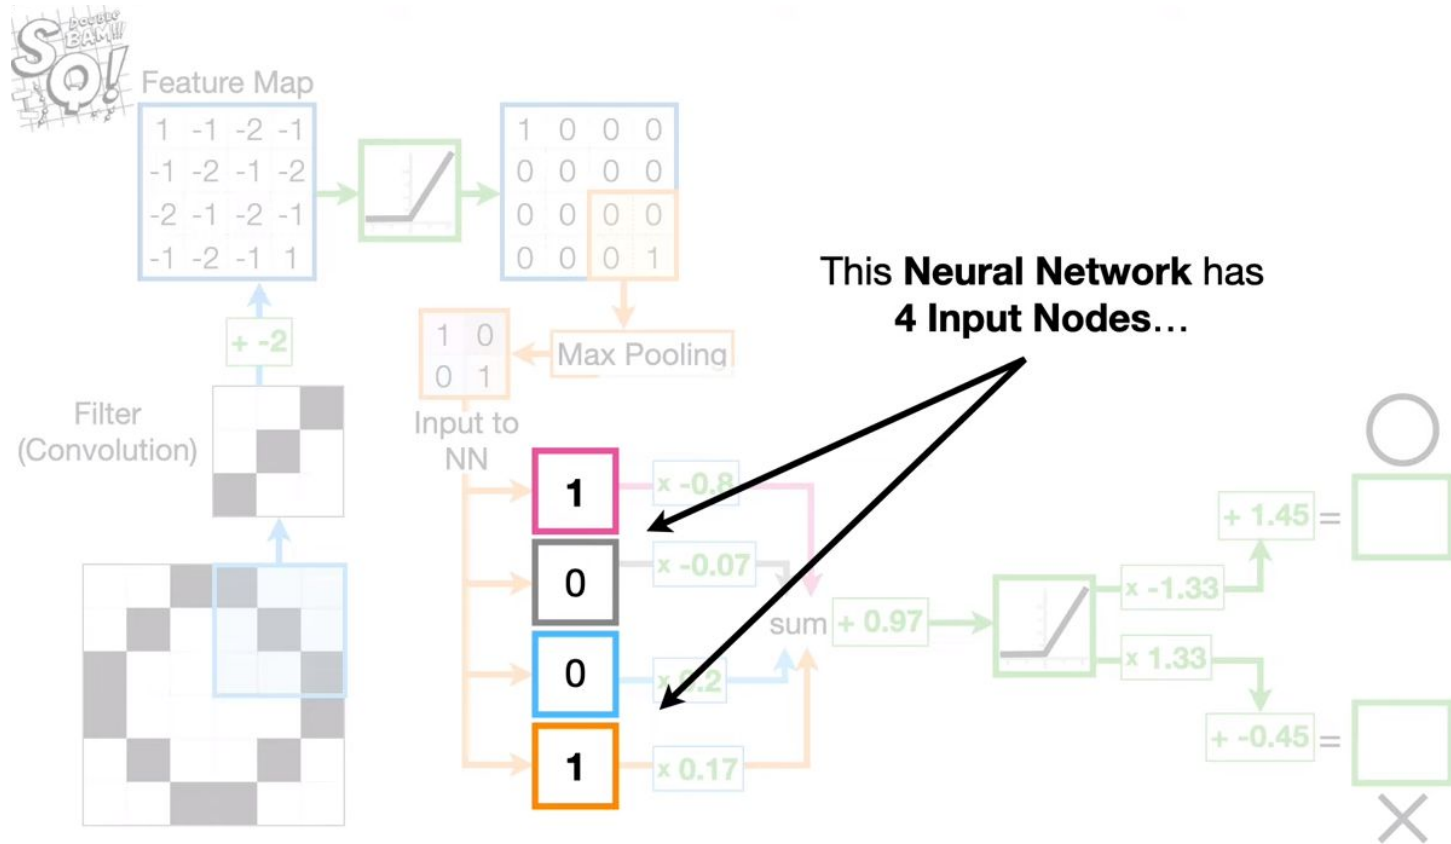 DOUBLE
BAM!!!
SQ!
Feature Map
1 -1 -2 -1
-1 -2 -1 -2
-2 -1 -2 -1
-1 -2 -1 1
1 0 0 0
0 0 0 0
0 0 0 0
0 0 0 1
This Neural Network has
4 Input Nodes...
+ -2
1 0
0 1
Max Pooling
Filter
(Convolution)
Input to
NN
1
x -0.8
0
x -0.07
0
x 0.2
1
x 0.17
sum
+ 0.97
x -1.33
x 1.33
+ 1.45 =
+ -0.45 =